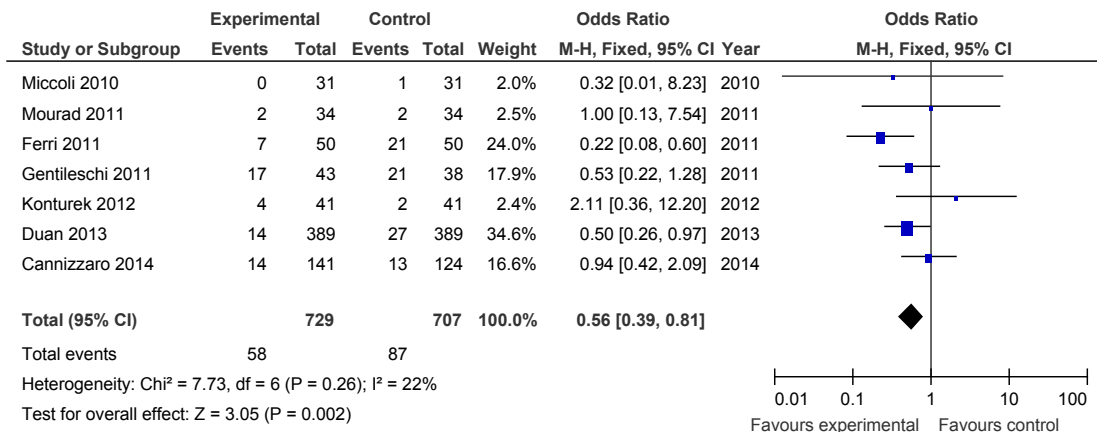 Experimental Control Odds Ratio Odds Ratio
Study or Subgroup Events Total Events Total Weight M-H, Fixed, 95% CI Year M-H, Fixed, 95% CI
Miccoli 2010 0 31 1 31 2.0% 0.32 [0.01, 8.23] 2010
Mourad 2011 2 34 2 34 2.5% 1.00 [0.13, 7.54] 2011
Ferri 2011 7 50 21 50 24.0% 0.22 [0.08, 0.60] 2011
Gentileschi 2011 17 43 21 38 17.9% 0.53 [0.22, 1.28] 2011
Konturek 2012 4 41 2 41 2.4% 2.11 [0.36, 12.20] 2012
Duan 2013 14 389 27 389 34.6% 0.50 [0.26, 0.97] 2013
Cannizzaro 2014 14 141 13 124 16.6% 0.94 [0.42, 2.09] 2014
Total (95% CI) 729 707 100.0% 0.56 [0.39, 0.81]
Total events 58 87
Heterogeneity: Chi² = 7.73, df = 6 (P = 0.26); I² = 22%
Test for overall effect: Z = 3.05 (P = 0.002)
0.01 0.1 1 10 100
Favours experimental Favours control